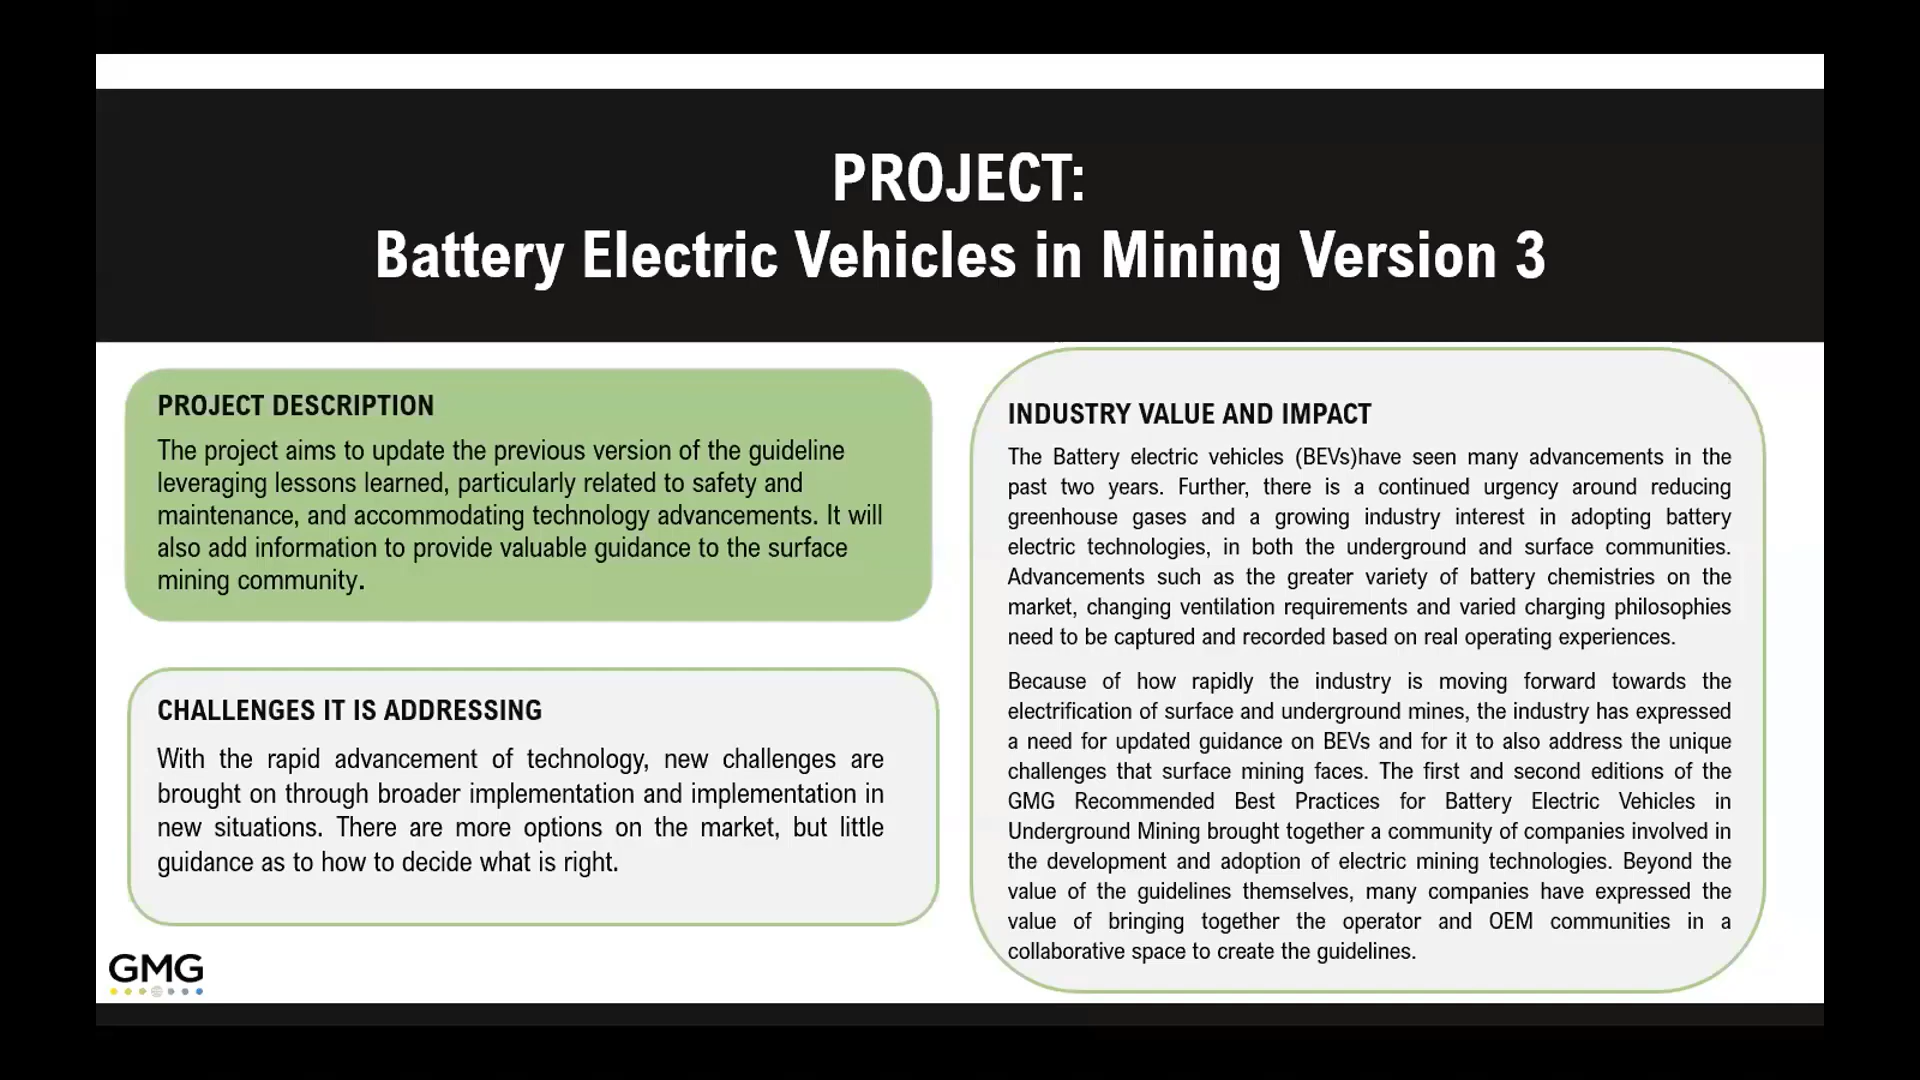 PROJECT:
Battery Electric Vehicles in Mining Version 3
PROJECT DESCRIPTION
The project aims to update the previous version of the guideline
leveraging lessons learned, particularly related to safety and
maintenance, and accommodating technology advancements. It will
also add information to provide valuable guidance to the surface
mining community.
CHALLENGES IT IS ADDRESSING
With the rapid advancement of technology, new challenges are
brought on through broader implementation and implementation in
new situations. There are more options on the market, but little
guidance as to how to decide what is right.
INDUSTRY VALUE AND IMPACT
The Battery electric vehicles (BEVs)have seen many advancements in the
past two years. Further, there is a continued urgency around reducing
greenhouse gases and a growing industry interest in adopting battery
electric technologies, in both the underground and surface communities.
Advancements such as the greater variety of battery chemistries on the
market, changing ventilation requirements and varied charging philosophies
need to be captured and recorded based on real operating experiences.
Because of how rapidly the industry is moving forward towards the
electrification of surface and underground mines, the industry has expressed
a need for updated guidance on BEVs and for it to also address the unique
challenges that surface mining faces. The first and second editions of the
GMG Recommended Best Practices for Battery Electric Vehicles in
Underground Mining brought together a community of companies involved in
the development and adoption of electric mining technologies. Beyond the
value of the guidelines themselves, many companies have expressed the
value of bringing together the operator and OEM communities in a
collaborative space to create the guidelines.
GMG